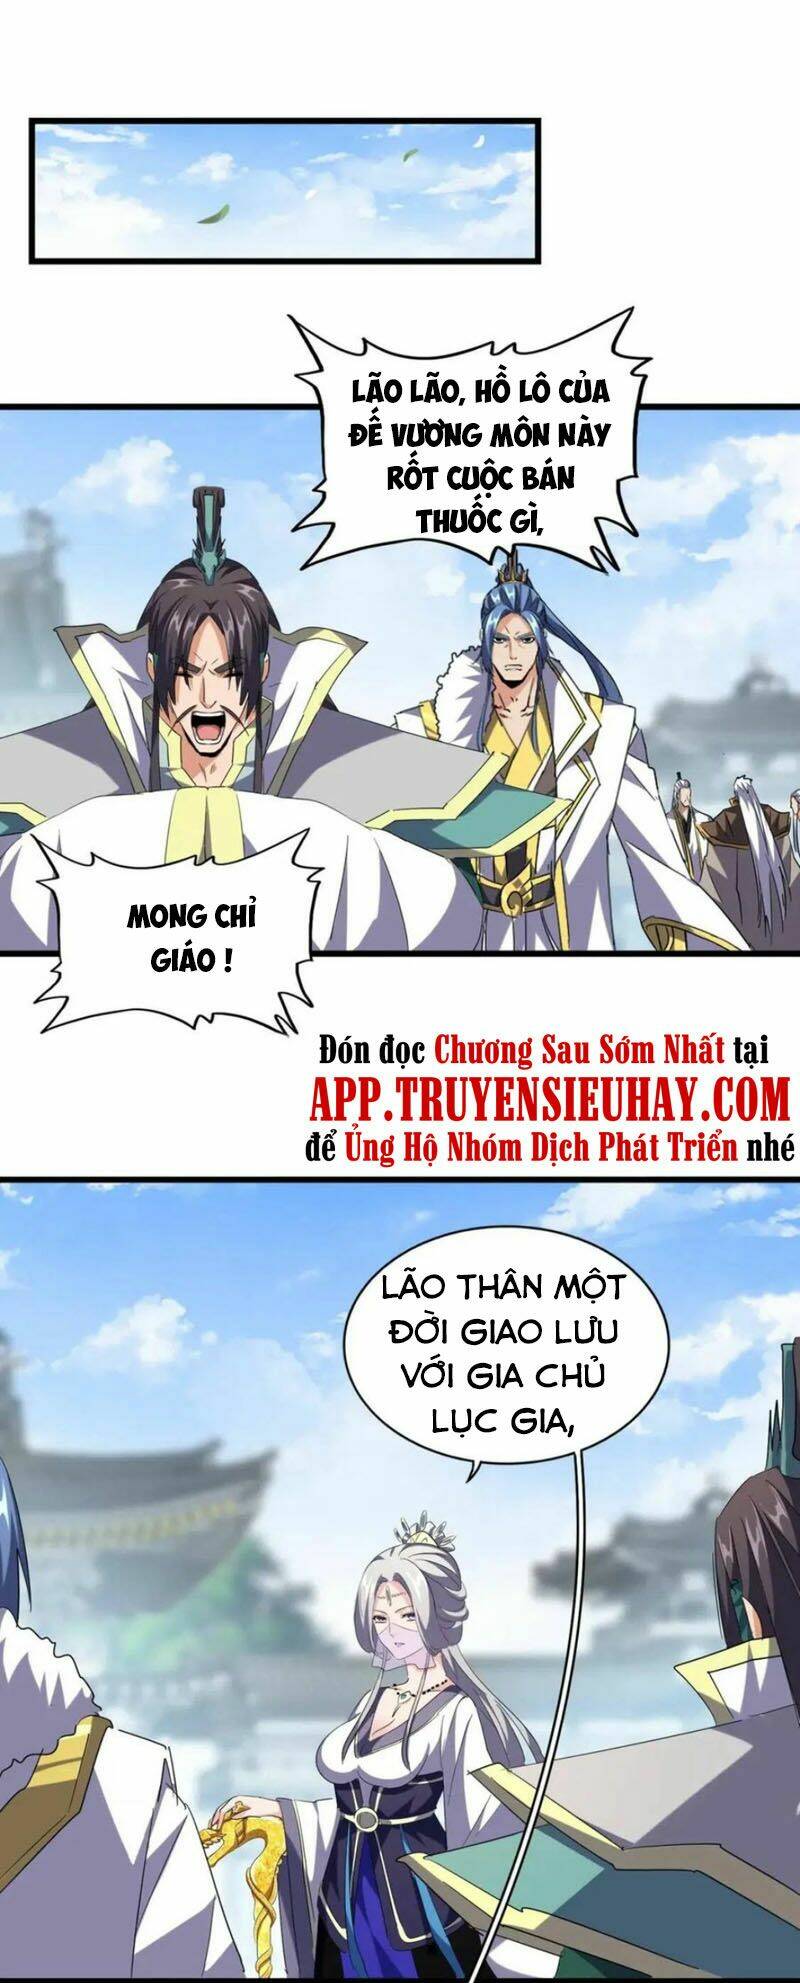 LÃO LÃO, HỒ LÔ CỦA
ĐẾ VƯƠNG MÔN NÀY
RỐT CUỘC BÁN
THUỐC GÌ,
MONG CHỈ
GIÁO !
Đón đọc Chương Sau Sớm Nhất tại
APP.TRUYENSIEUHAY.COM
để Ủng Hộ Nhóm Dịch Phát Triển nhé
LÃO THÂN MỘT
ĐỜI GIAO LƯU
VỚI GIA CHỦ
LỤC GIA,